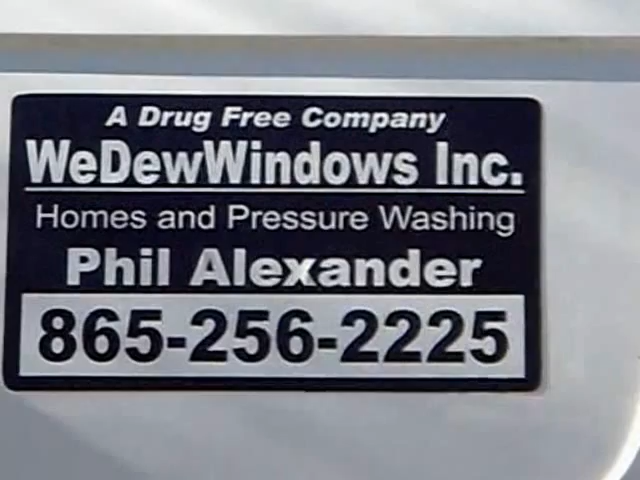 A Drug Free Company
WeDewWindows Inc.
Homes and Pressure Washing
Phil Alexander
865-256-2225